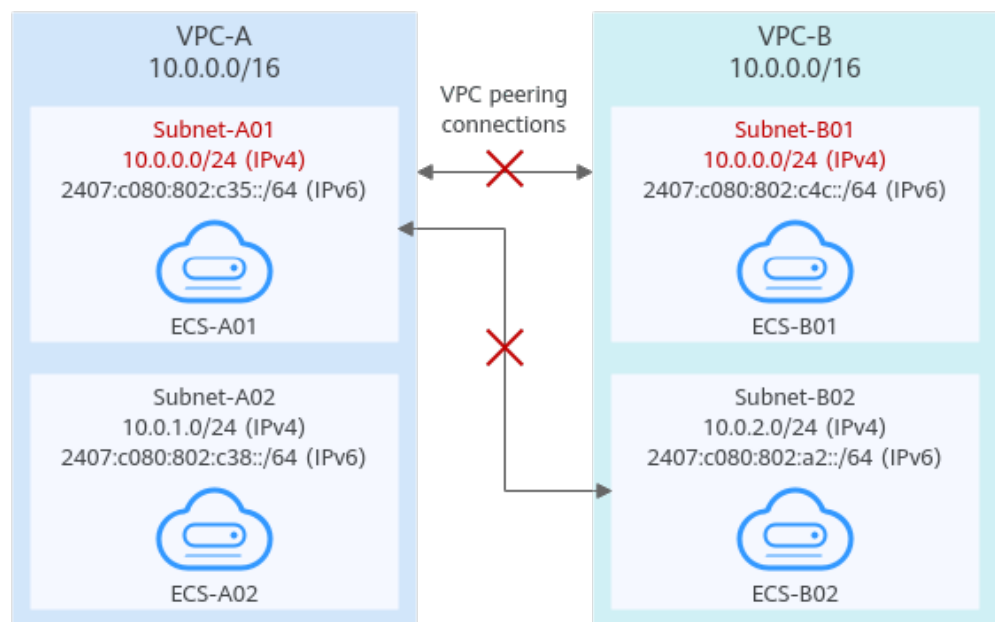 VPC-A
10.0.0.0/16
Subnet-A01
10.0.0.0/24 (IPv4)
2407:c080:802:c35::/64 (IPv6)
ECS-A01
Subnet-A02
10.0.1.0/24 (IPv4)
2407:c080:802:c38::/64 (IPv6)
ECS-A02
VPC peering
connections
VPC-B
10.0.0.0/16
Subnet-B01
10.0.0.0/24 (IPv4)
2407:c080:802:c4c::/64 (IPv6)
ECS-B01
Subnet-B02
10.0.2.0/24 (IPv4)
2407:c080:802:a2::/64 (IPv6)
ECS-B02